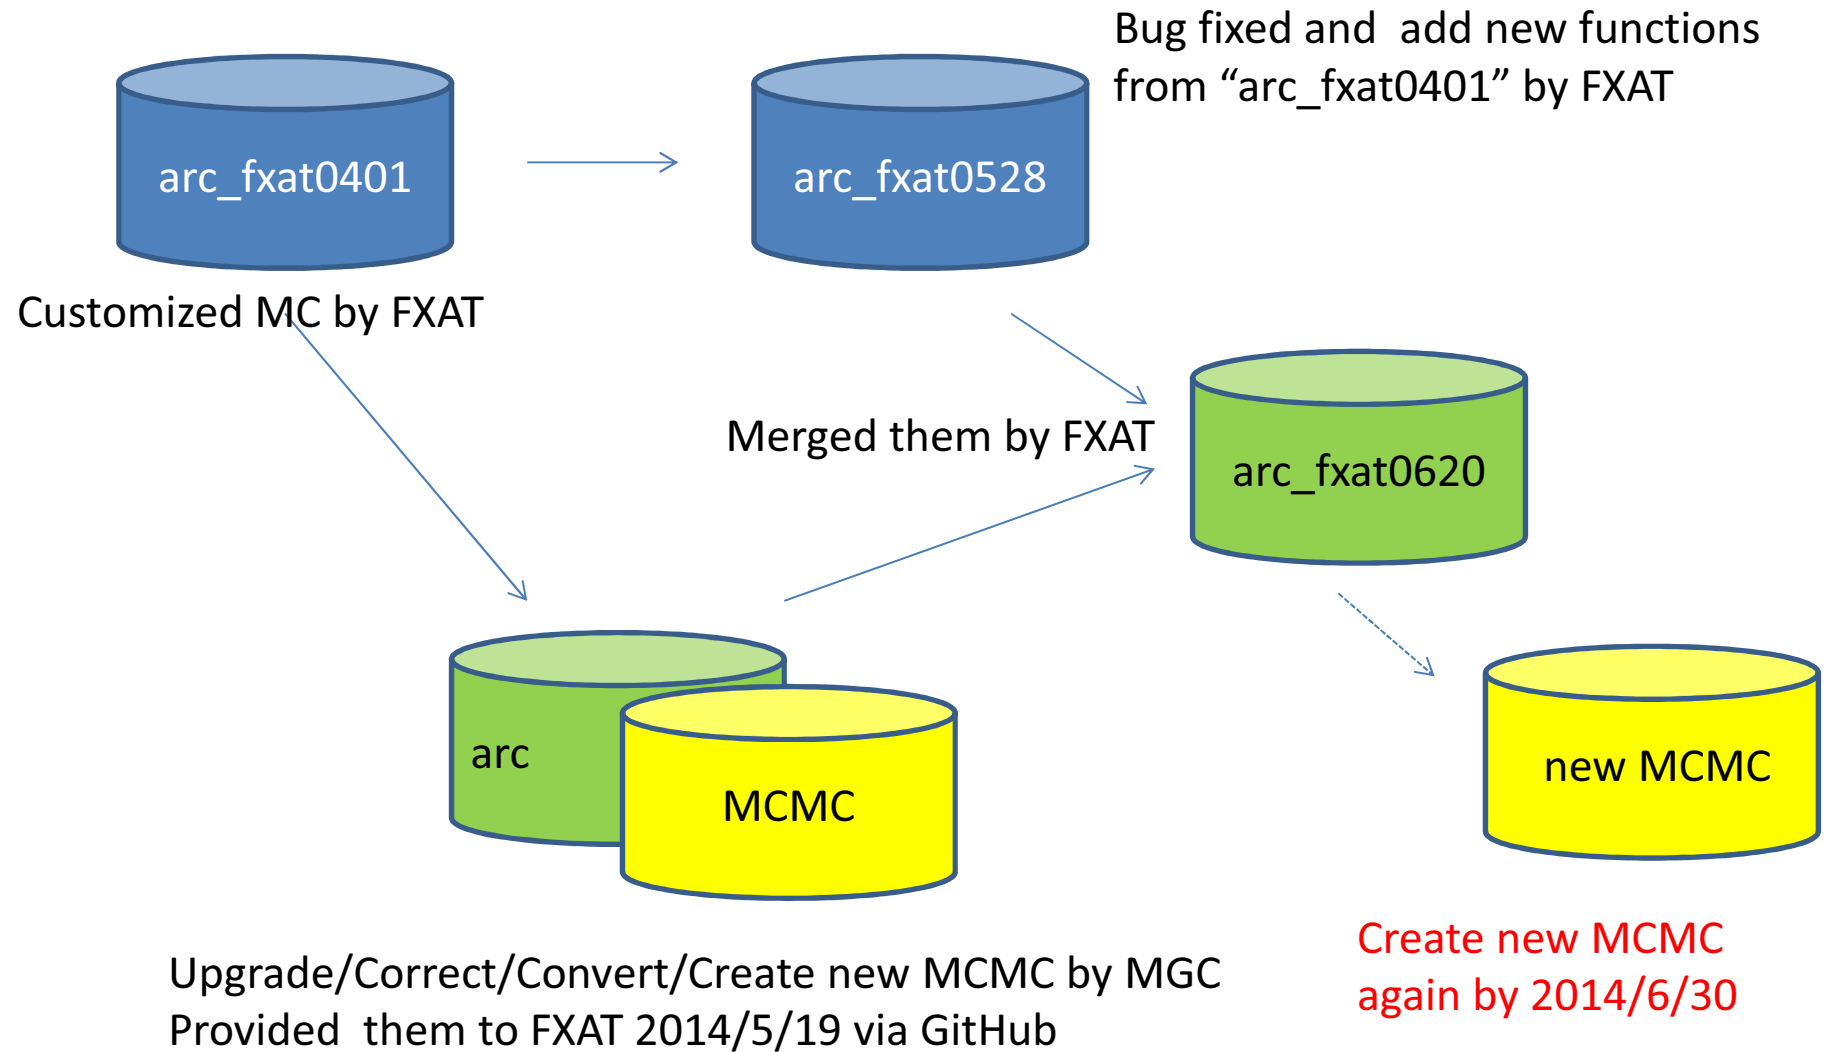 Bug fixed and  add new functions
from “arc_fxat0401” by FXAT
arc_fxat0401
arc_fxat0528
Customized MC by FXAT
Merged them by FXAT
arc_fxat0620
arc
MCMC
new MCMC
Upgrade/Correct/Convert/Create new MCMC by MGC
Provided  them to FXAT 2014/5/19 via GitHub
Create new MCMC
again by 2014/6/30